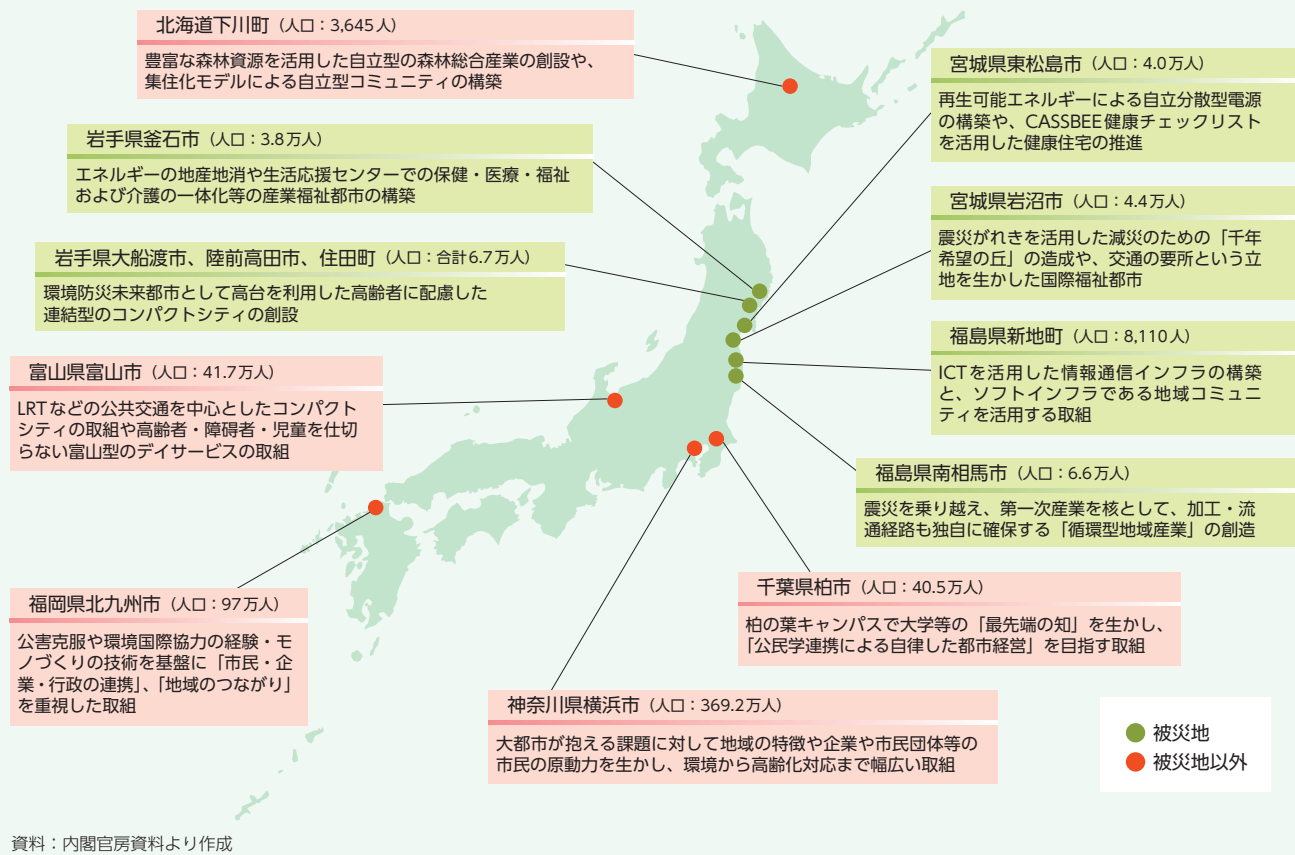 北海道下川町（人口：3,645人）
豊富な森林資源を活用した自立型の森林総合産業の創設や、
集住化モデルによる自立型コミュニティの構築
岩手県釜石市（人口：3.8万人）
エネルギーの地産地消や生活応援センターでの保健・医療・福祉
および介護の一体化等の産業福祉都市の構築
岩手県大船渡市、陸前高田市、住田町（人口：合計6.7万人）
環境防災未来都市として高台を利用した高齢者に配慮した
連結型のコンパクトシティの創設
富山県富山市（人口：41.7万人）
LRTなどの公共交通を中心としたコンパクト
シティの取組や高齢者・障碍者・児童を仕切
らない富山型のデイサービスの取組
福岡県北九州市（人口：97万人）
公害克服や環境国際協力の経験・モ
ノづくりの技術を基盤に「市民・企
業・行政の連携」、「地域のつながり」
を重視した取組
宮城県東松島市（人口：4.0万人）
再生可能エネルギーによる自立分散型電源
の構築や、CASSBEE健康チェックリスト
を活用した健康住宅の推進
宮城県岩沼市（人口：4.4万人）
震災がれきを活用した減災のための「千年
希望の丘」の造成や、交通の要所という立
地を生かした国際福祉都市
福島県新地町（人口：8,110人）
ICTを活用した情報通信インフラの構築
と、ソフトインフラである地域コミュニ
ティを活用する取組
福島県南相馬市（人口：6.6万人）
震災を乗り越え、第一次産業を核として、加工・流
通経路も独自に確保する「循環型地域産業」の創造
千葉県柏市（人口：40.5万人）
柏の葉キャンパスで大学等の「最先端の知」を生かし、
「公民学連携による自律した都市経営」を目指す取組
神奈川県横浜市（人口：369.2万人）
大都市が抱える課題に対して地域の特徴や企業や市民団体等の
市民の原動力を生かし、環境から高齢化対応まで幅広い取組
被災地
被災地以外
資料：内閣官房資料より作成